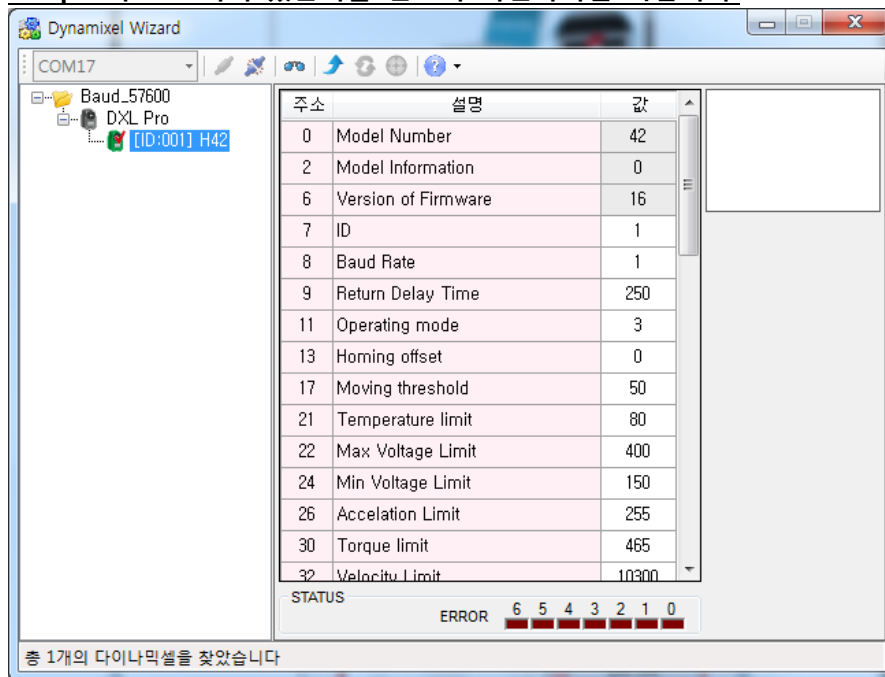 Dynamixel Wizard
COM17
Baud_57600
DXL Pro
[ID:001] H42
주소 설명 값
0 Model Number 42
2 Model Information 0
6 Version of Firmware 16
7 ID 1
8 Baud Rate 1
9 Return Delay Time 250
11 Operating mode 3
13 Homing offset 0
17 Moving threshold 50
21 Temperature limit 80
22 Max Voltage Limit 400
24 Min Voltage Limit 150
26 Accelation Limit 255
30 Torque limit 465
32 Velocity Limit 10300
STATUS
ERROR 6 5 4 3 2 1 0
총 1개의 다이나믹셀을 찾았습니다